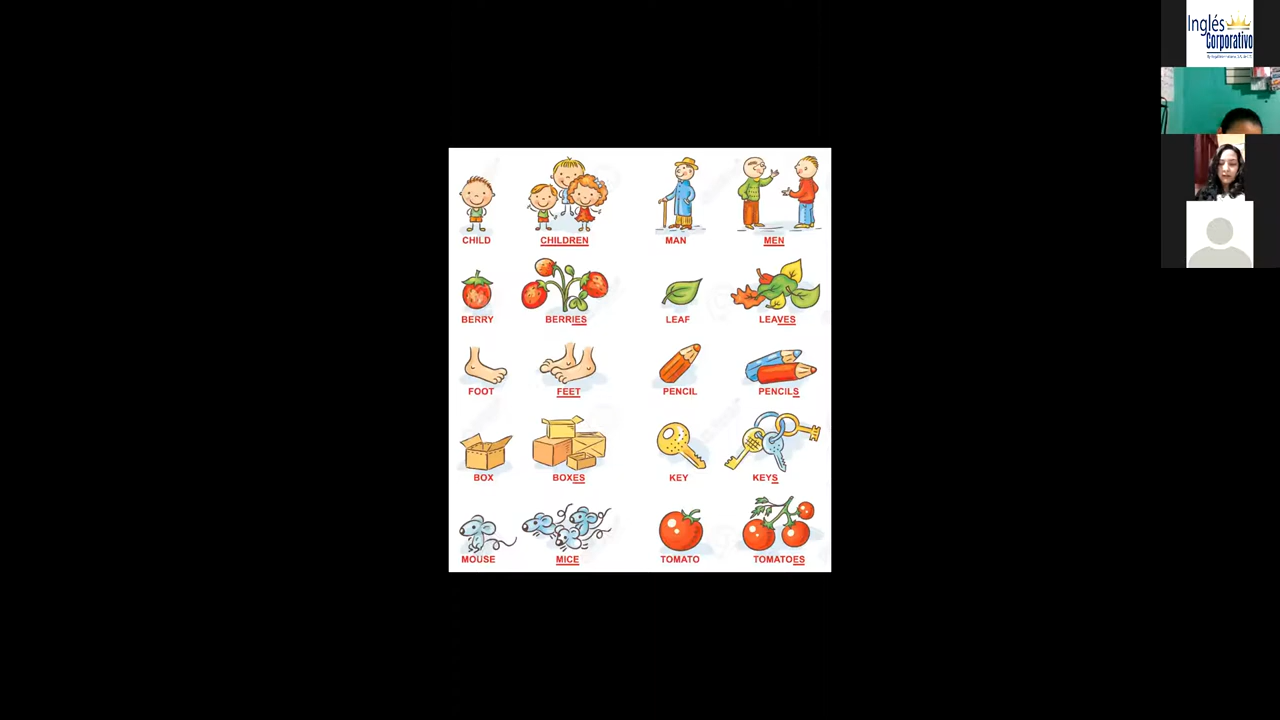 Inglés
Corporativo
CHILD CHILDREN MAN MEN
BERRY BERRIES LEAF LEAVES
FOOT FEET PENCIL PENCILS
BOX BOXES KEY KEYS
MOUSE MICE TOMATO TOMATOES